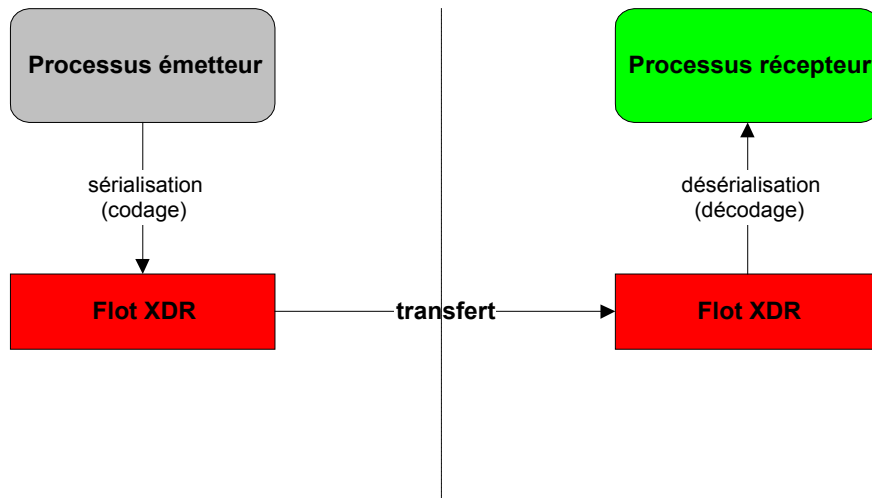 Processus émetteur
Processus récepteur
sérialisation
(codage)
désérialisation
(décodage)
Flot XDR
transfert
Flot XDR